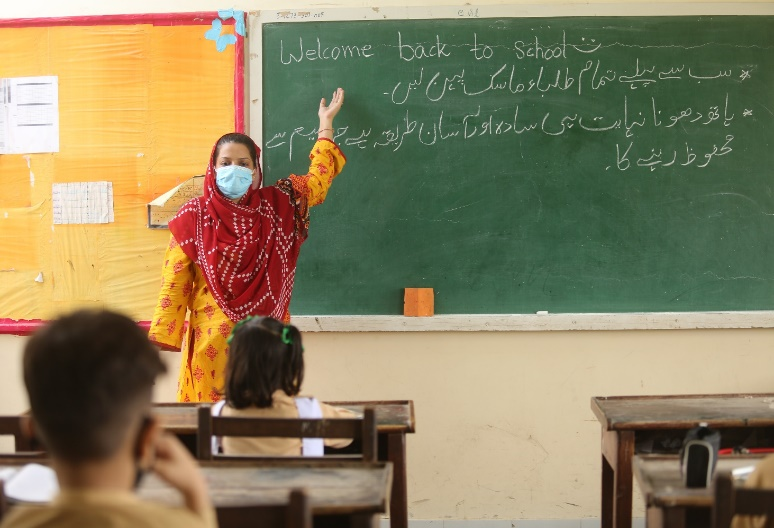 Welcome back to school
* سب سے پہلے تمام طلباء ماسک پہن لیں۔
* ہاتھ دھونا نہایت ہی سادہ اور آسان طریقہ ہے جراثیم سے
محفوظ رہنے کا۔